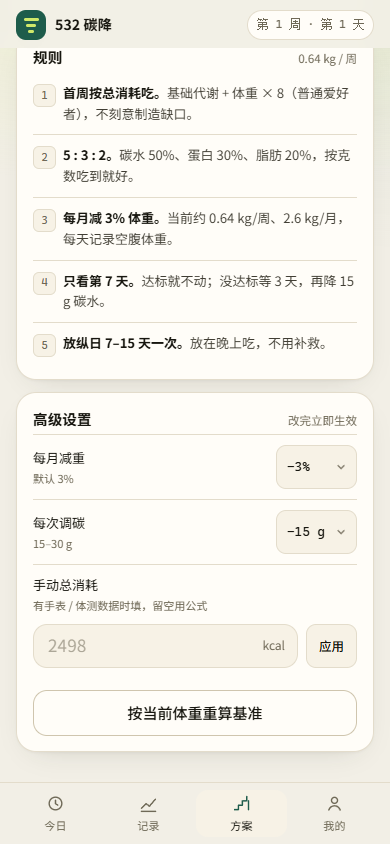 532 碳降
第 1 周 · 第 1 天
规则
0.64 kg / 周
1
首周按总消耗吃。基础代谢 + 体重 × 8（普通爱好
者），不刻意制造缺口。
2
5 : 3 : 2。碳水 50%、蛋白 30%、脂肪 20%，按克
数吃到就好。
3
每月减 3% 体重。当前约 0.64 kg/周、2.6 kg/月，
每天记录空腹体重。
4
只看第 7 天。达标就不动；没达标等 3 天，再降 15
g 碳水。
5
放纵日 7–15 天一次。放在晚上吃，不用补救。
高级设置
改完立即生效
每月减重
默认 3%
−3%
每次调碳
15–30 g
−15 g
手动总消耗
有手表 / 体测数据时填，留空用公式
2498
kcal
应用
按当前体重重算基准
今日
记录
方案
我的